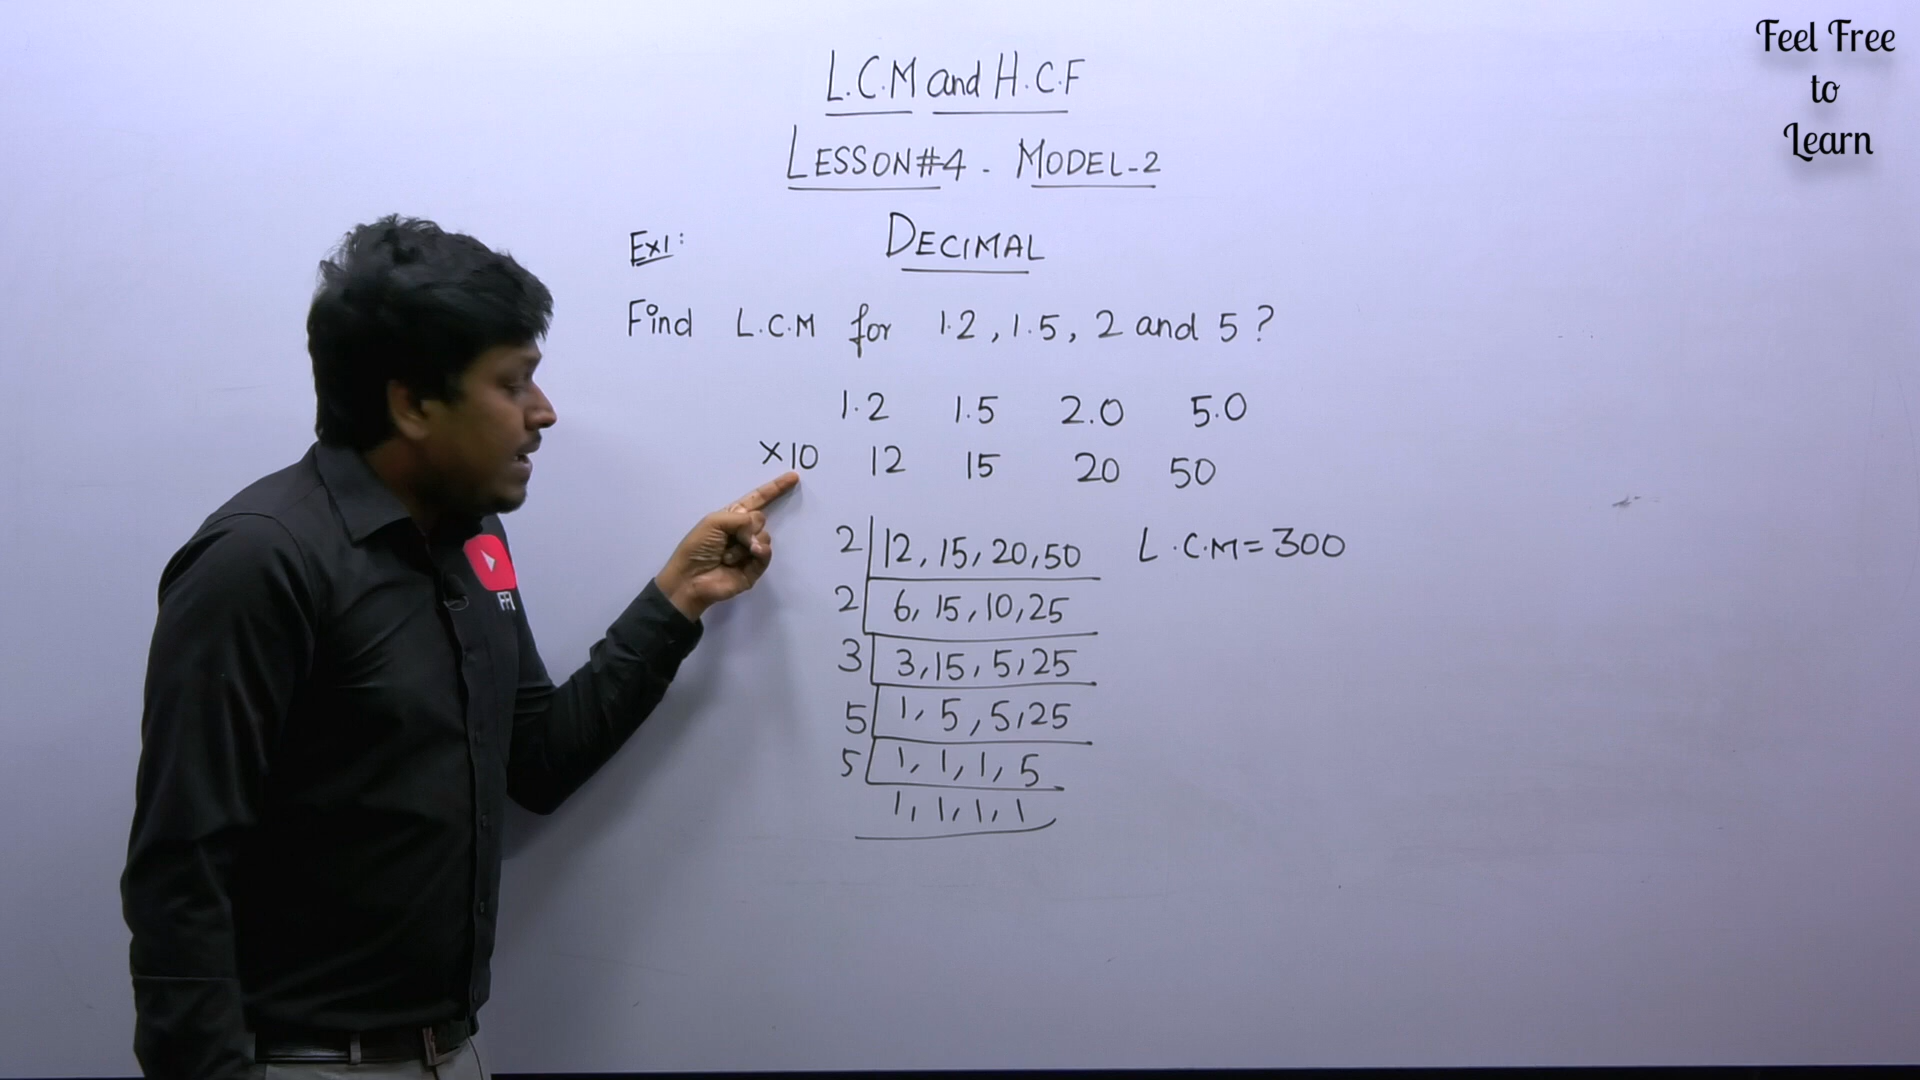 Feel Free
to
Learn
L.C.M and H.C.F
LESSON#4 - MODEL-2
DECIMAL
Ex1:
Find L.C.M for 1.2, 1.5, 2 and 5?
1.2 1.5 2.0 5.0
×10 12 15 20 50
2 12, 15, 20, 50 L.C.M = 300
2 6, 15, 10, 25
3 3, 15, 5, 25
5 1, 5, 5, 25
5 1, 1, 1, 5
1, 1, 1, 1